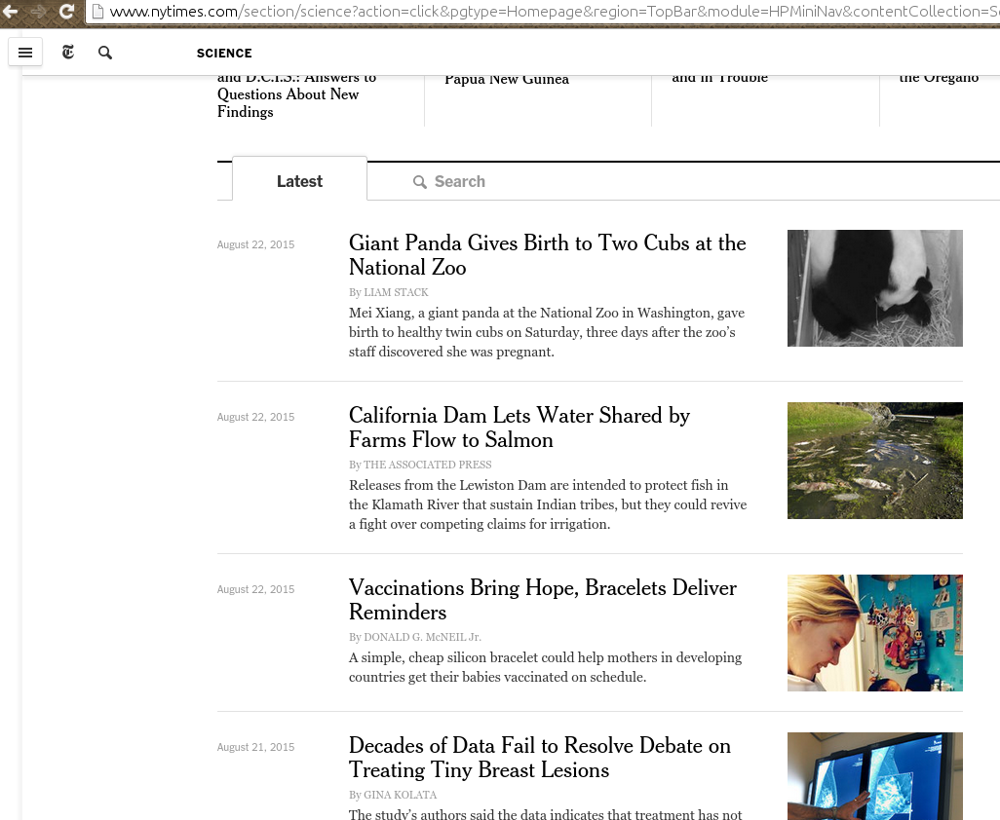 www.nytimes.com/section/science?action=click&pgtype=Homepage&region=TopBar&module=HPMiniNav&contentCollection=S
SCIENCE
and D.C.I.S.: Answers to
Questions About New
Findings
Papua New Guinea
and in Trouble
the Oregano
Latest
Search
August 22, 2015
Giant Panda Gives Birth to Two Cubs at the
National Zoo
By LIAM STACK
Mei Xiang, a giant panda at the National Zoo in Washington, gave
birth to healthy twin cubs on Saturday, three days after the zoo’s
staff discovered she was pregnant.
August 22, 2015
California Dam Lets Water Shared by
Farms Flow to Salmon
By THE ASSOCIATED PRESS
Releases from the Lewiston Dam are intended to protect fish in
the Klamath River that sustain Indian tribes, but they could revive
a fight over competing claims for irrigation.
August 22, 2015
Vaccinations Bring Hope, Bracelets Deliver
Reminders
By DONALD G. McNEIL Jr.
A simple, cheap silicon bracelet could help mothers in developing
countries get their babies vaccinated on schedule.
August 21, 2015
Decades of Data Fail to Resolve Debate on
Treating Tiny Breast Lesions
By GINA KOLATA
The study’s authors said the data indicates that treatment has not